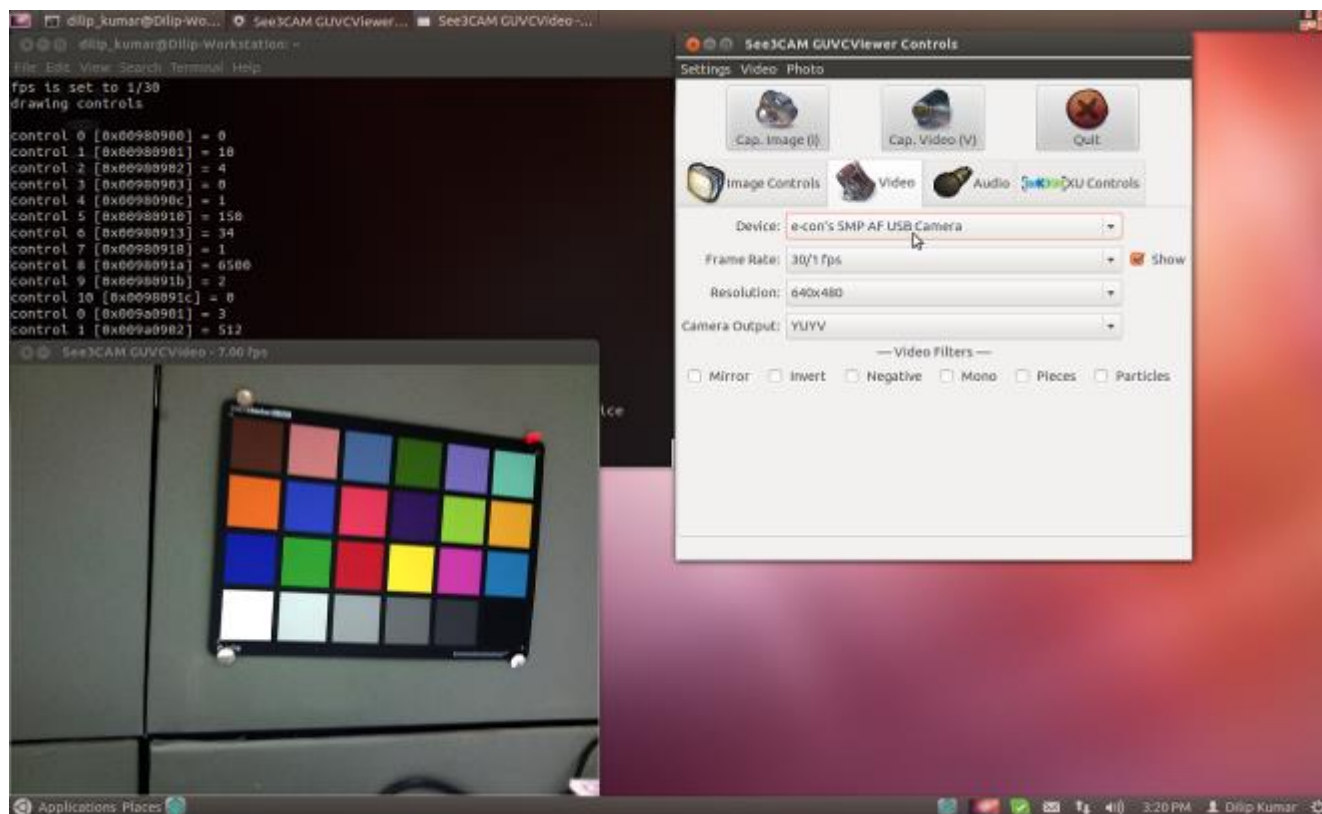 dilip_kumar@Dilip-Wo... See3CAM GUVCViewer... See3CAM GUVCVideo -...
dilip_kumar@Dilip-Workstation: ~
File Edit View Search Terminal Help
fps is set to 1/30
drawing controls
control 0 [0x00980900] = 0
control 1 [0x00980901] = 10
control 2 [0x00980902] = 4
control 3 [0x00980903] = 0
control 4 [0x0098090c] = 1
control 5 [0x00980910] = 150
control 6 [0x00980913] = 34
control 7 [0x00980918] = 1
control 8 [0x0098091a] = 6500
control 9 [0x0098091b] = 2
control 10 [0x0098091c] = 0
control 0 [0x009a0901] = 3
control 1 [0x009a0902] = 512
ice
See3CAM GUVCVideo - 7.00 fps
See3CAM GUVCViewer Controls
Settings Video Photo
Cap. Image (I) Cap. Video (V) Quit
Image Controls Video Audio XU Controls
Device: e-con's 5MP AF USB Camera
Frame Rate: 30/1 fps Show
Resolution: 640x480
Camera Output: YUYV
— Video Filters —
Mirror Invert Negative Mono Pieces Particles
Applications Places 3:20 PM Dilip Kumar